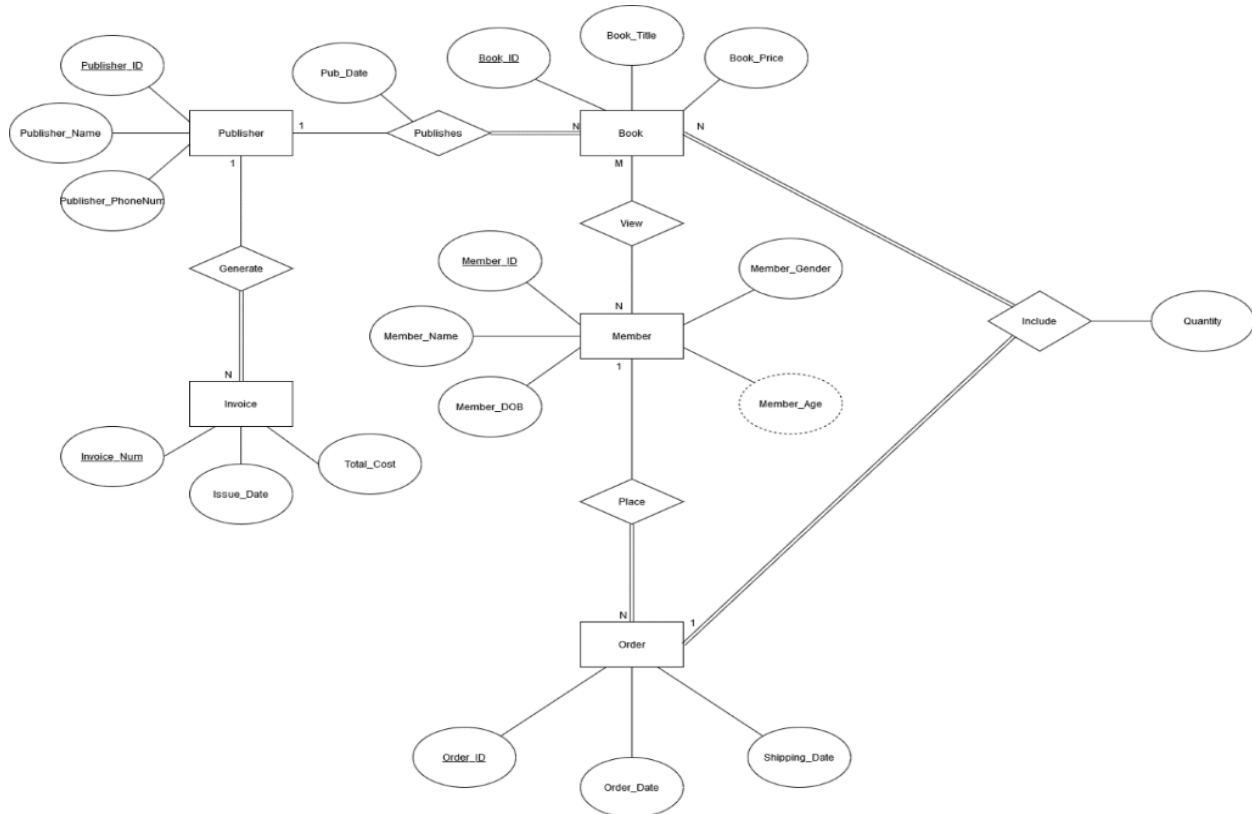 Book_Title
Publisher_ID
Pub_Date
Book_ID
Book_Price
Publisher_Name
Publisher
1
Publishes
N
Book
N
1
M
Publisher_PhoneNum
View
Generate
Member_ID
Member_Gender
N
Member_Name
Member
Include
Quantity
1
N
Invoice
Member_DOB
Member_Age
Invoice_Num
Total_Cost
Issue_Date
Place
N
1
Order
Order_ID
Shipping_Date
Order_Date